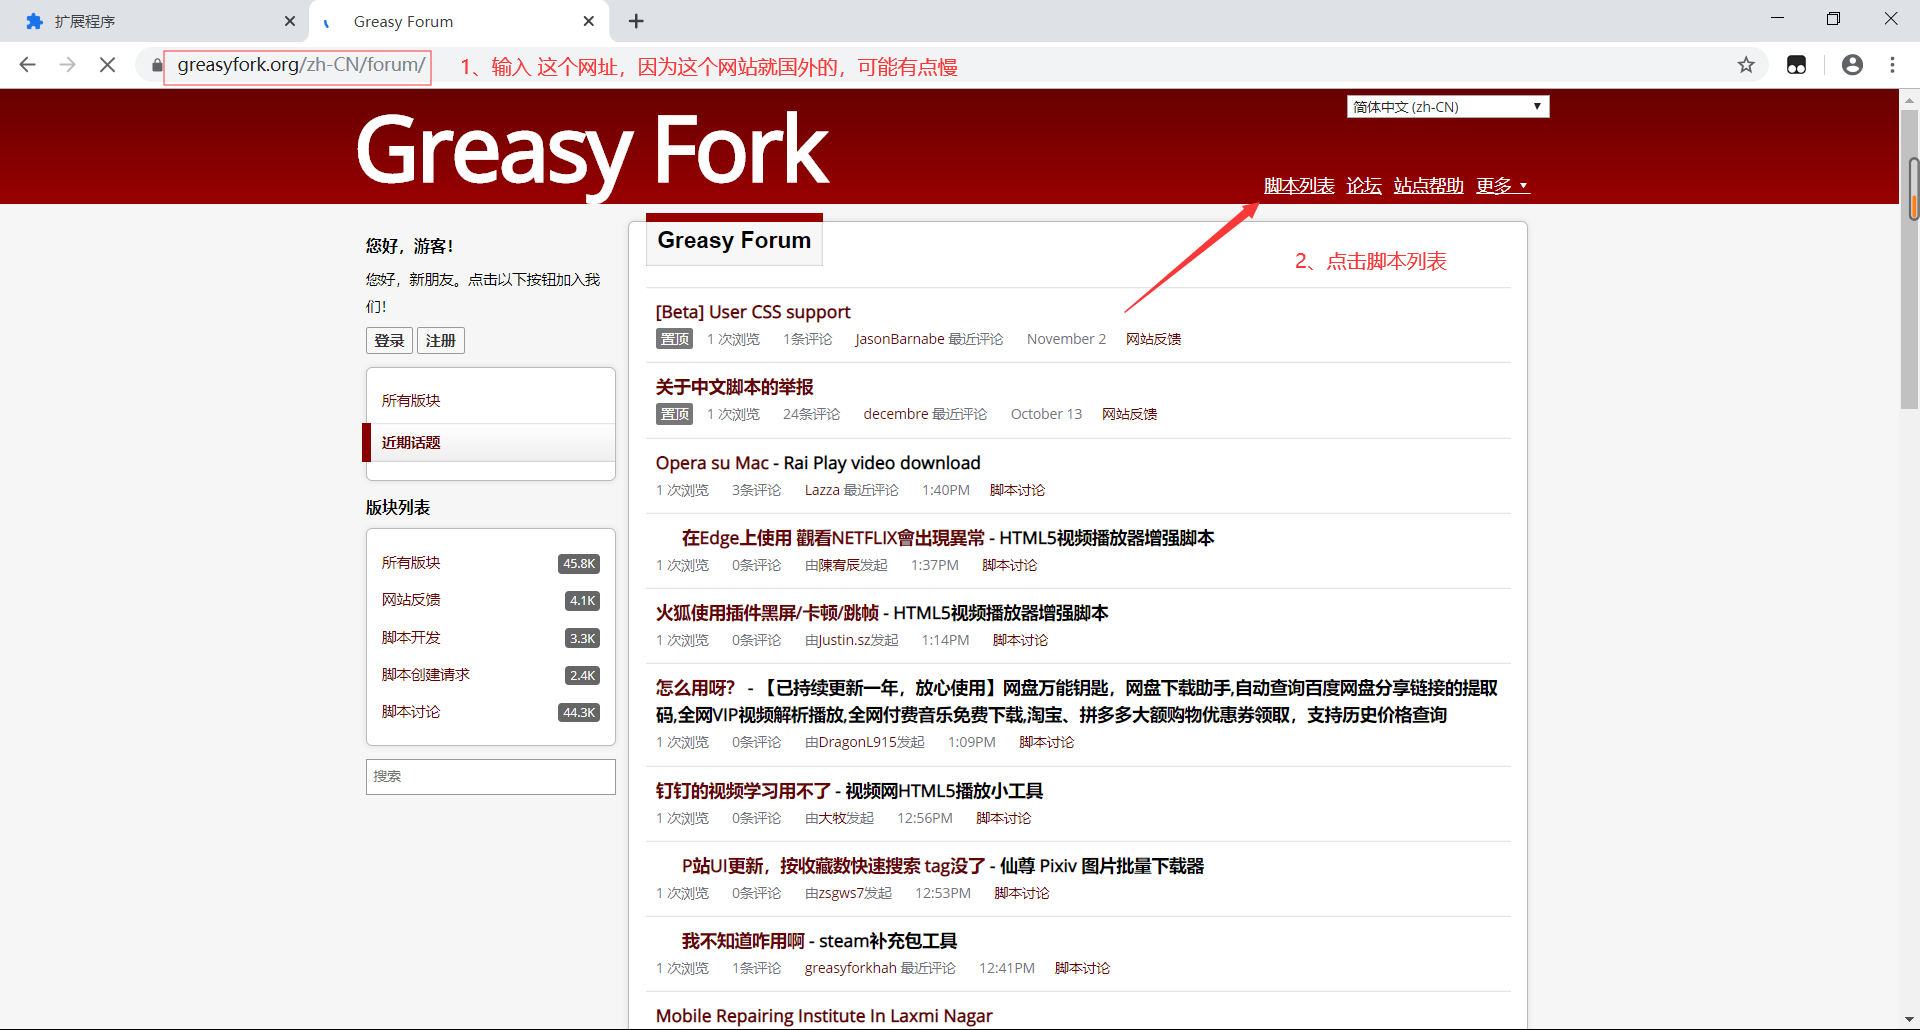 扩展程序
Greasy Forum
greasyfork.org/zh-CN/forum/
1、输入 这个网址，因为这个网站就国外的，可能有点慢
简体中文 (zh-CN)
Greasy Fork
脚本列表 论坛 站点帮助 更多
2、点击脚本列表
您好，游客！
您好，新朋友。点击以下按钮加入我
们！
登录 注册
所有版块
近期话题
版块列表
所有版块 45.8K
网站反馈 4.1K
脚本开发 3.3K
脚本创建请求 2.4K
脚本讨论 44.3K
搜索
Greasy Forum
[Beta] User CSS support
置顶 1 次浏览 1条评论 JasonBarnabe 最近评论 November 2 网站反馈
关于中文脚本的举报
置顶 1 次浏览 24条评论 decembre 最近评论 October 13 网站反馈
Opera su Mac - Rai Play video download
1 次浏览 3条评论 Lazza 最近评论 1:40PM 脚本讨论
在Edge上使用 觀看NETFLIX會出現異常 - HTML5视频播放器增强脚本
1 次浏览 0条评论 由陳宥辰发起 1:37PM 脚本讨论
火狐使用插件黑屏/卡顿/跳帧 - HTML5视频播放器增强脚本
1 次浏览 0条评论 由Justin.sz发起 1:14PM 脚本讨论
怎么用呀？ - 【已持续更新一年，放心使用】网盘万能钥匙，网盘下载助手,自动查询百度网盘分享链接的提取
码,全网VIP视频解析播放,全网付费音乐免费下载,淘宝、拼多多大额购物优惠券领取，支持历史价格查询
1 次浏览 0条评论 由DragonL915发起 1:09PM 脚本讨论
钉钉的视频学习用不了 - 视频网HTML5播放小工具
1 次浏览 0条评论 由大牧发起 12:56PM 脚本讨论
P站UI更新，按收藏数快速搜索 tag没了 - 仙尊 Pixiv 图片批量下载器
1 次浏览 0条评论 由zsgws7发起 12:53PM 脚本讨论
我不知道咋用啊 - steam补充包工具
1 次浏览 1条评论 greasyforkhah 最近评论 12:41PM 脚本讨论
Mobile Repairing Institute In Laxmi Nagar